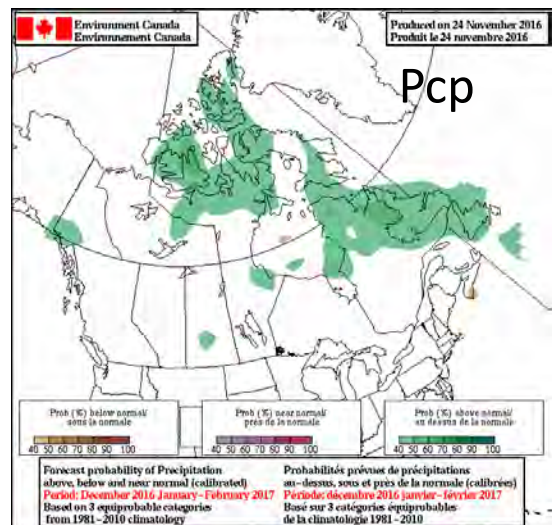 Environment Canada
Environnement Canada
Produced on 24 November 2016
Produit le 24 novembre 2016
Pcp
Prob (%) below normal/
sous la normale
40 50 60 70 80 90 100
Prob (%) near normal/
près de la normale
40 50 60 70 80 90 100
Prob (%) above normal/
au dessus de la normale
40 50 60 70 80 90 100
Forecast probability of Precipitation
above, below and near normal (calibrated)
Period: December 2016 January-February 2017
Based on 3 equiprobable categories
from 1981-2010 climatology
Probabilités prévues de précipitations
au-dessus, sous et près de la normale (calibrées)
Période: décembre 2016 janvier-février 2017
Basé sur 3 catégories équiprobables
de la climatologie 1981-2010